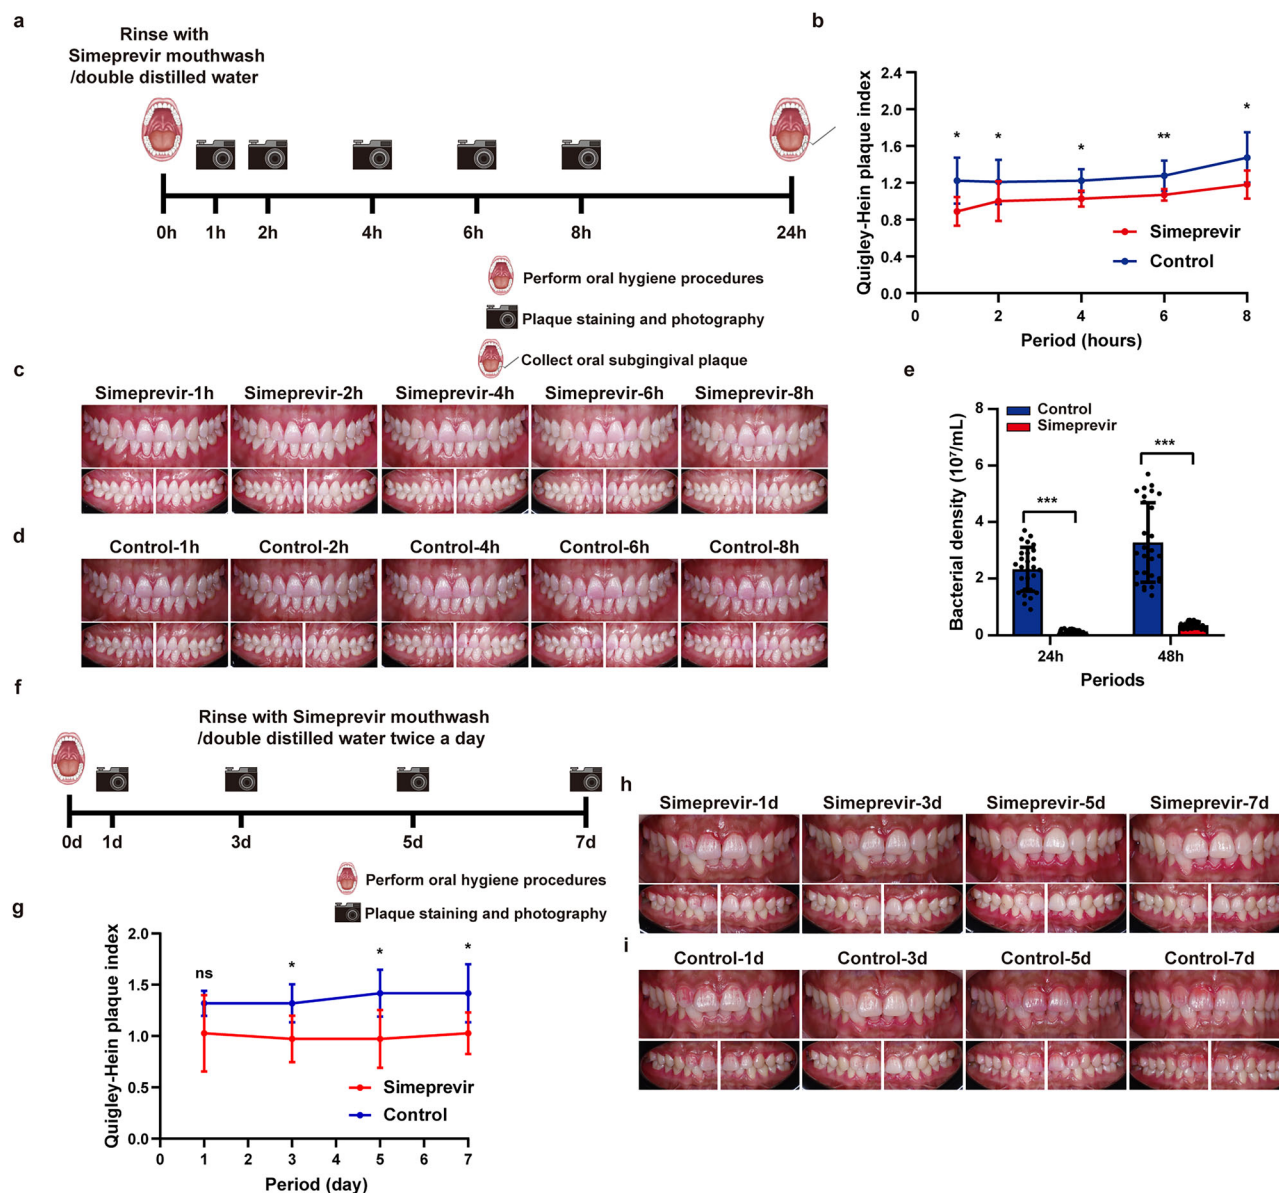 a
Rinse with
Simeprevir mouthwash
/double distilled water
0h
1h
2h
4h
6h
8h
24h
Perform oral hygiene procedures
Plaque staining and photography
Collect oral subgingival plaque
b
Quigley-Hein plaque index
2.4
2.0
1.6
1.2
0.8
0.4
0.0
*
*
*
**
*
Simeprevir
Control
0
2
4
6
8
Period (hours)
c
Simeprevir-1h
Simeprevir-2h
Simeprevir-4h
Simeprevir-6h
Simeprevir-8h
d
Control-1h
Control-2h
Control-4h
Control-6h
Control-8h
e
Bacterial density (10⁷/mL)
8
6
4
2
0
Control
Simeprevir
***
***
24h
48h
Periods
f
Rinse with Simeprevir mouthwash
/double distilled water twice a day
0d
1d
3d
5d
7d
Perform oral hygiene procedures
Plaque staining and photography
g
Quigley-Hein plaque index
2.0
1.5
1.0
0.5
0.0
ns
*
*
*
Simeprevir
Control
0
1
2
3
4
5
6
7
Period (day)
h
Simeprevir-1d
Simeprevir-3d
Simeprevir-5d
Simeprevir-7d
i
Control-1d
Control-3d
Control-5d
Control-7d